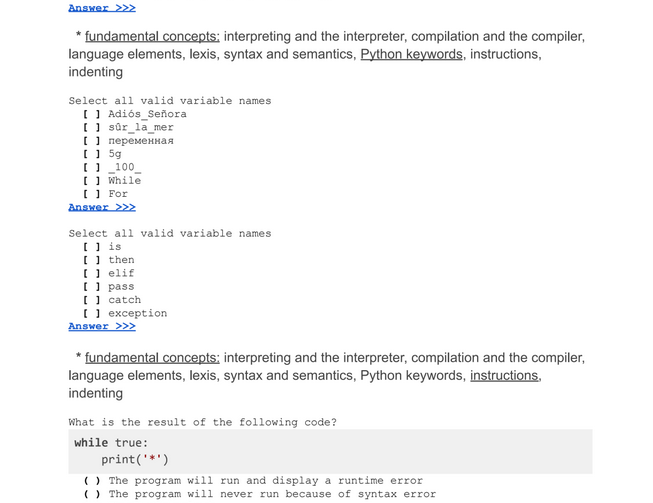 Answer >>>
* fundamental concepts: interpreting and the interpreter, compilation and the compiler,
language elements, lexis, syntax and semantics, Python keywords, instructions,
indenting
Select all valid variable names
[ ] Adiós_Señora
[ ] sûr_la_mer
[ ] переменная
[ ] 5g
[ ] _100_
[ ] While
[ ] For
Answer >>>
Select all valid variable names
[ ] is
[ ] then
[ ] elif
[ ] pass
[ ] catch
[ ] exception
Answer >>>
* fundamental concepts: interpreting and the interpreter, compilation and the compiler,
language elements, lexis, syntax and semantics, Python keywords, instructions,
indenting
What is the result of the following code?
while true:
    print('*')
( ) The program will run and display a runtime error
( ) The program will never run because of syntax error